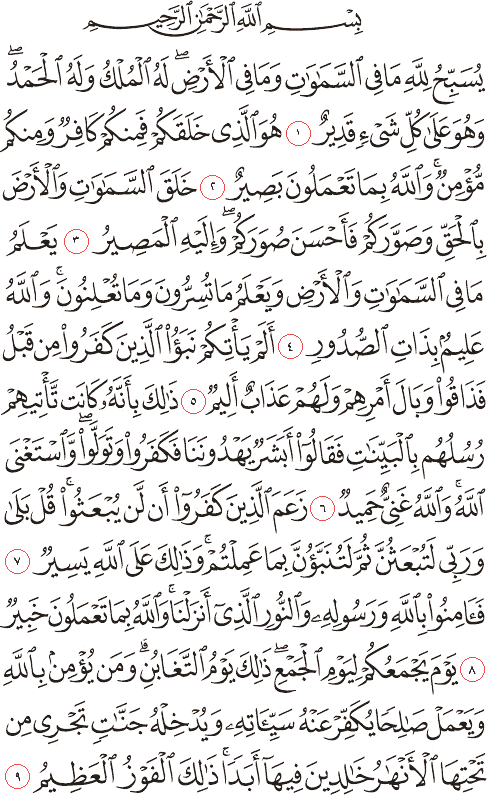 بِسْمِ ٱللَّهِ ٱلرَّحْمَٰنِ ٱلرَّحِيمِ
يُسَبِّحُ لِلَّهِ مَا فِى ٱلسَّمَٰوَٰتِ وَمَا فِى ٱلْأَرْضِ ۖ لَهُ ٱلْمُلْكُ وَلَهُ ٱلْحَمْدُ ۖ
وَهُوَ عَلَىٰ كُلِّ شَىْءٍ قَدِيرٌ ١ هُوَ ٱلَّذِى خَلَقَكُمْ فَمِنكُمْ كَافِرٌ وَمِنكُم
مُّؤْمِنٌ ۚ وَٱللَّهُ بِمَا تَعْمَلُونَ بَصِيرٌ ٢ خَلَقَ ٱلسَّمَٰوَٰتِ وَٱلْأَرْضَ
بِٱلْحَقِّ وَصَوَّرَكُمْ فَأَحْسَنَ صُوَرَكُمْ ۖ وَإِلَيْهِ ٱلْمَصِيرُ ٣ يَعْلَمُ
مَا فِى ٱلسَّمَٰوَٰتِ وَٱلْأَرْضِ وَيَعْلَمُ مَا تُسِرُّونَ وَمَا تُعْلِنُونَ ۚ وَٱللَّهُ
عَلِيمٌۢ بِذَاتِ ٱلصُّدُورِ ٤ أَلَمْ يَأْتِكُمْ نَبَؤُا۟ ٱلَّذِينَ كَفَرُوا۟ مِن قَبْلُ
فَذَاقُوا۟ وَبَالَ أَمْرِهِمْ وَلَهُمْ عَذَابٌ أَلِيمٌ ٥ ذَٰلِكَ بِأَنَّهُۥ كَانَت تَّأْتِيهِمْ
رُسُلُهُم بِٱلْبَيِّنَٰتِ فَقَالُوٓا۟ أَبَشَرٌ يَهْدُونَنَا فَكَفَرُوا۟ وَتَوَلَّوا۟ ۚ وَّٱسْتَغْنَى
ٱللَّهُ ۚ وَٱللَّهُ غَنِىٌّ حَمِيدٌ ٦ زَعَمَ ٱلَّذِينَ كَفَرُوٓا۟ أَن لَّن يُبْعَثُوا۟ ۚ قُلْ بَلَىٰ
وَرَبِّى لَتُبْعَثُنَّ ثُمَّ لَتُنَبَّؤُنَّ بِمَا عَمِلْتُمْ ۚ وَذَٰلِكَ عَلَى ٱللَّهِ يَسِيرٌ ٧
فَـَٔامِنُوا۟ بِٱللَّهِ وَرَسُولِهِۦ وَٱلنُّورِ ٱلَّذِىٓ أَنزَلْنَا ۚ وَٱللَّهُ بِمَا تَعْمَلُونَ خَبِيرٌ
٨ يَوْمَ يَجْمَعُكُمْ لِيَوْمِ ٱلْجَمْعِ ۖ ذَٰلِكَ يَوْمُ ٱلتَّغَابُنِ ۗ وَمَن يُؤْمِنۢ بِٱللَّهِ
وَيَعْمَلْ صَٰلِحًا يُكَفِّرْ عَنْهُ سَيِّـَٔاتِهِۦ وَيُدْخِلْهُ جَنَّٰتٍ تَجْرِى مِن
تَحْتِهَا ٱلْأَنْهَٰرُ خَٰلِدِينَ فِيهَآ أَبَدًا ۚ ذَٰلِكَ ٱلْفَوْزُ ٱلْعَظِيمُ ٩